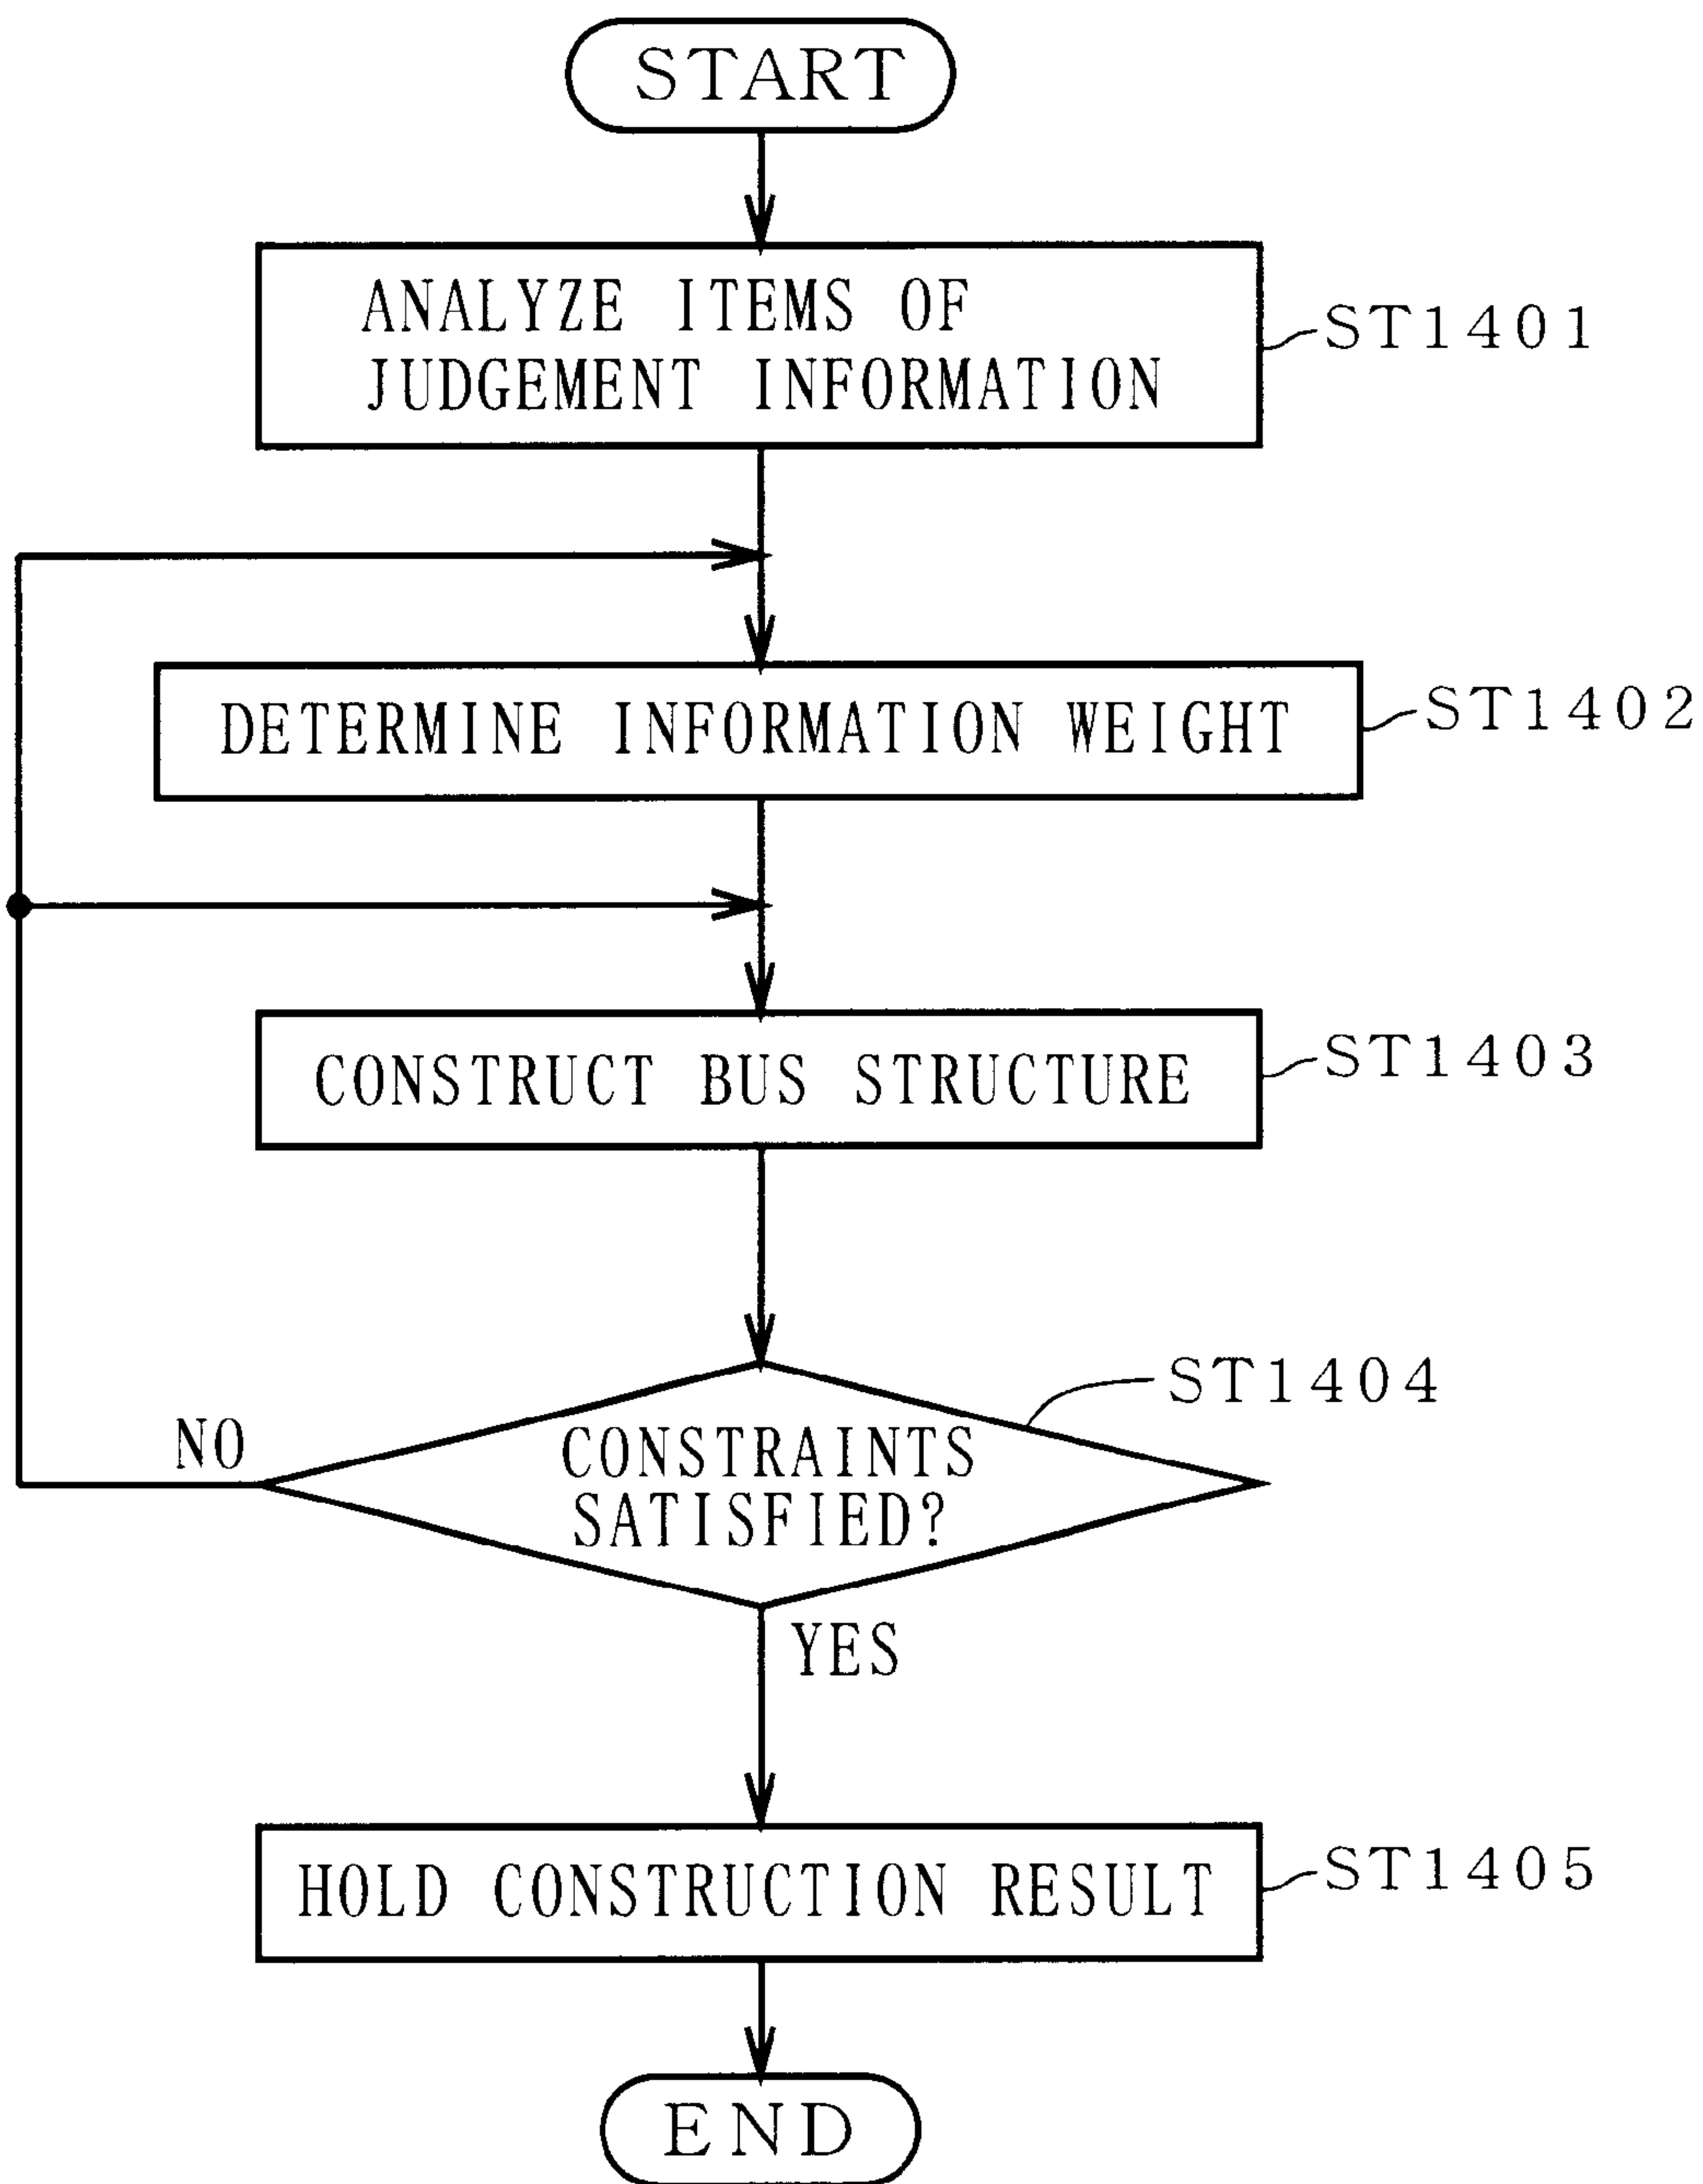 START
ANALYZE ITEMS OF
JUDGEMENT INFORMATION
ST1401
DETERMINE INFORMATION WEIGHT
ST1402
CONSTRUCT BUS STRUCTURE
ST1403
ST1404
NO
CONSTRAINTS
SATISFIED?
YES
HOLD CONSTRUCTION RESULT
ST1405
END